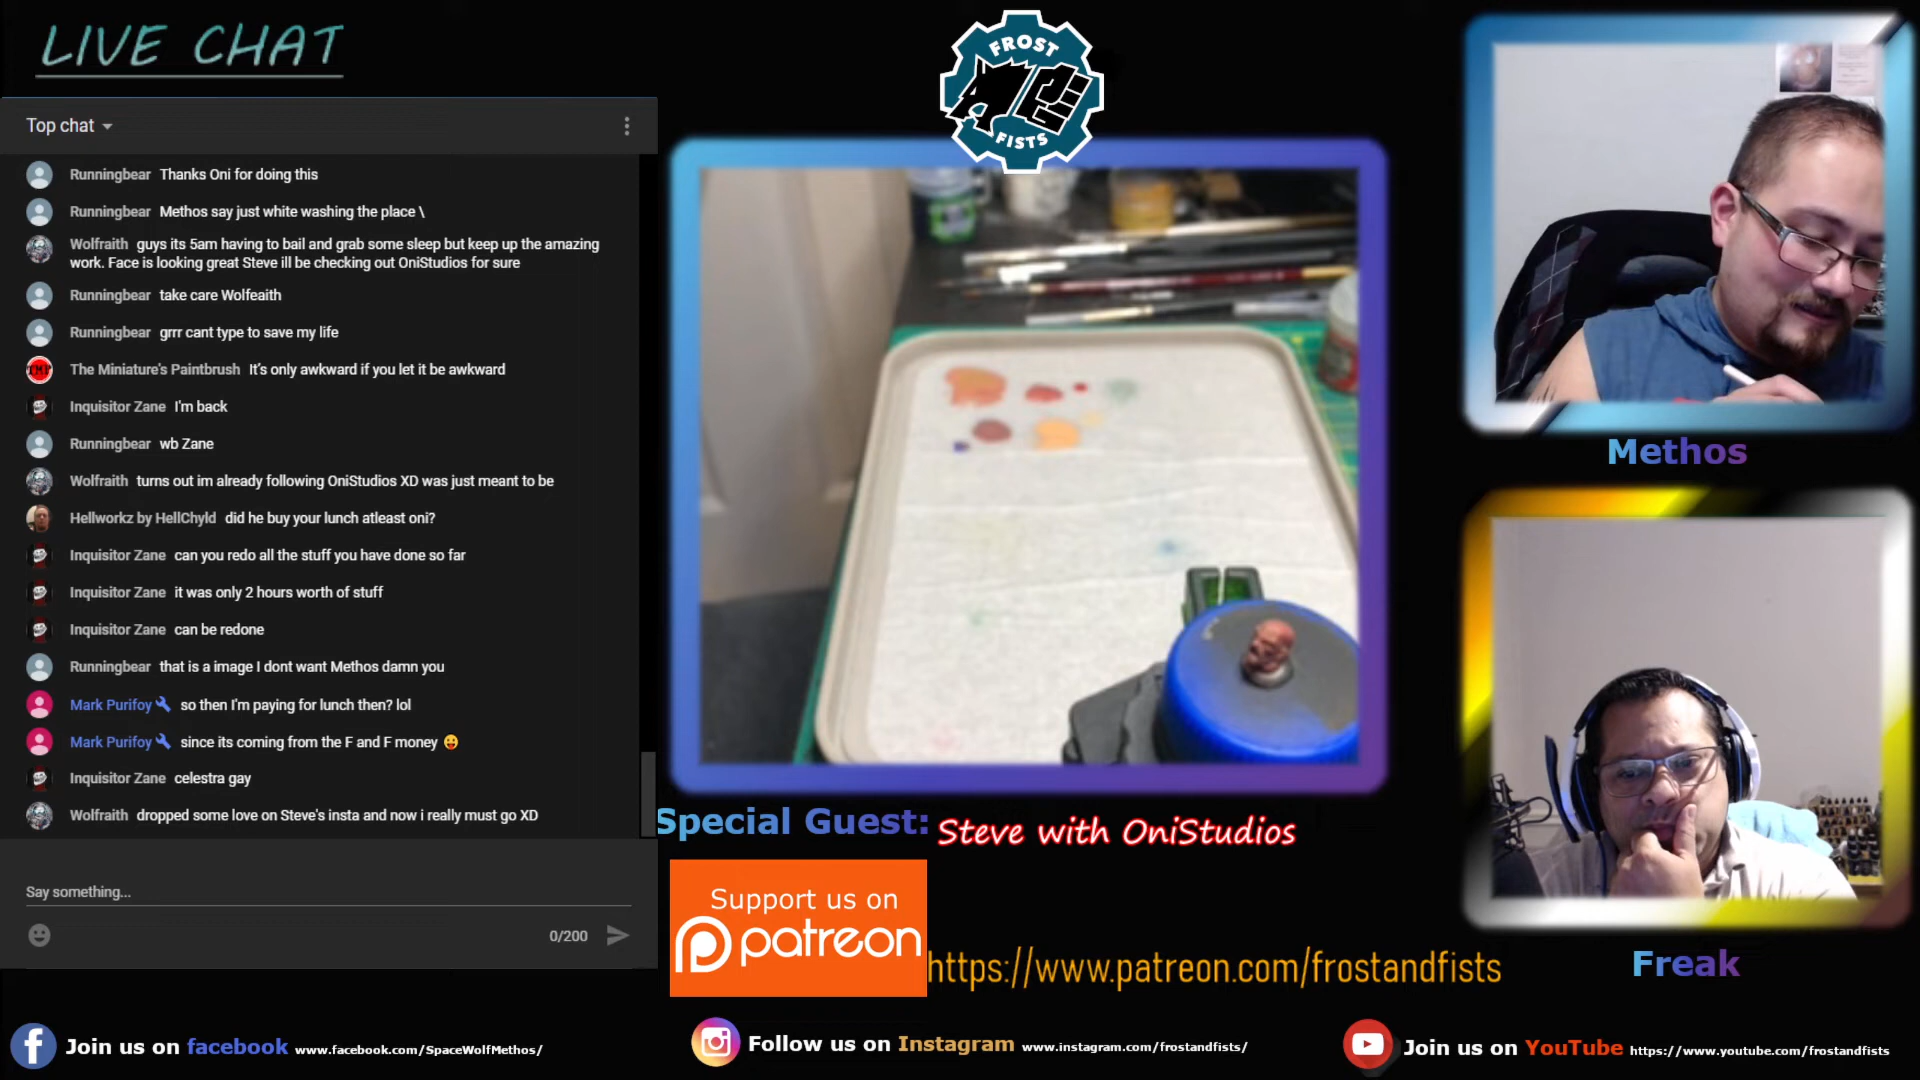 LIVE CHAT
Top chat
Runningbear Thanks Oni for doing this
Runningbear Methos say just white washing the place \
Wolfraith guys its 5am having to bail and grab some sleep but keep up the amazing
work. Face is looking great Steve ill be checking out OniStudios for sure
Runningbear take care Wolfeaith
Runningbear grrr cant type to save my life
TMP
The Miniature's Paintbrush It's only awkward if you let it be awkward
Inquisitor Zane I'm back
Runningbear wb Zane
Wolfraith turns out im already following OniStudios XD was just meant to be
Hellworkz by HellChyld did he buy your lunch atleast oni?
Inquisitor Zane can you redo all the stuff you have done so far
Inquisitor Zane it was only 2 hours worth of stuff
Inquisitor Zane can be redone
Runningbear that is a image I dont want Methos damn you
Mark Purifoy so then I'm paying for lunch then? lol
Mark Purifoy since its coming from the F and F money 😛
Inquisitor Zane celestra gay
Wolfraith dropped some love on Steve's insta and now i really must go XD
Say something...
0/200
FROST
FISTS
Methos
Freak
Special Guest: Steve with OniStudios
Support us on
patreon
https://www.patreon.com/frostandfists
Join us on facebook www.facebook.com/SpaceWolfMethos/
Follow us on Instagram www.instagram.com/frostandfists/
Join us on YouTube https://www.youtube.com/frostandfists